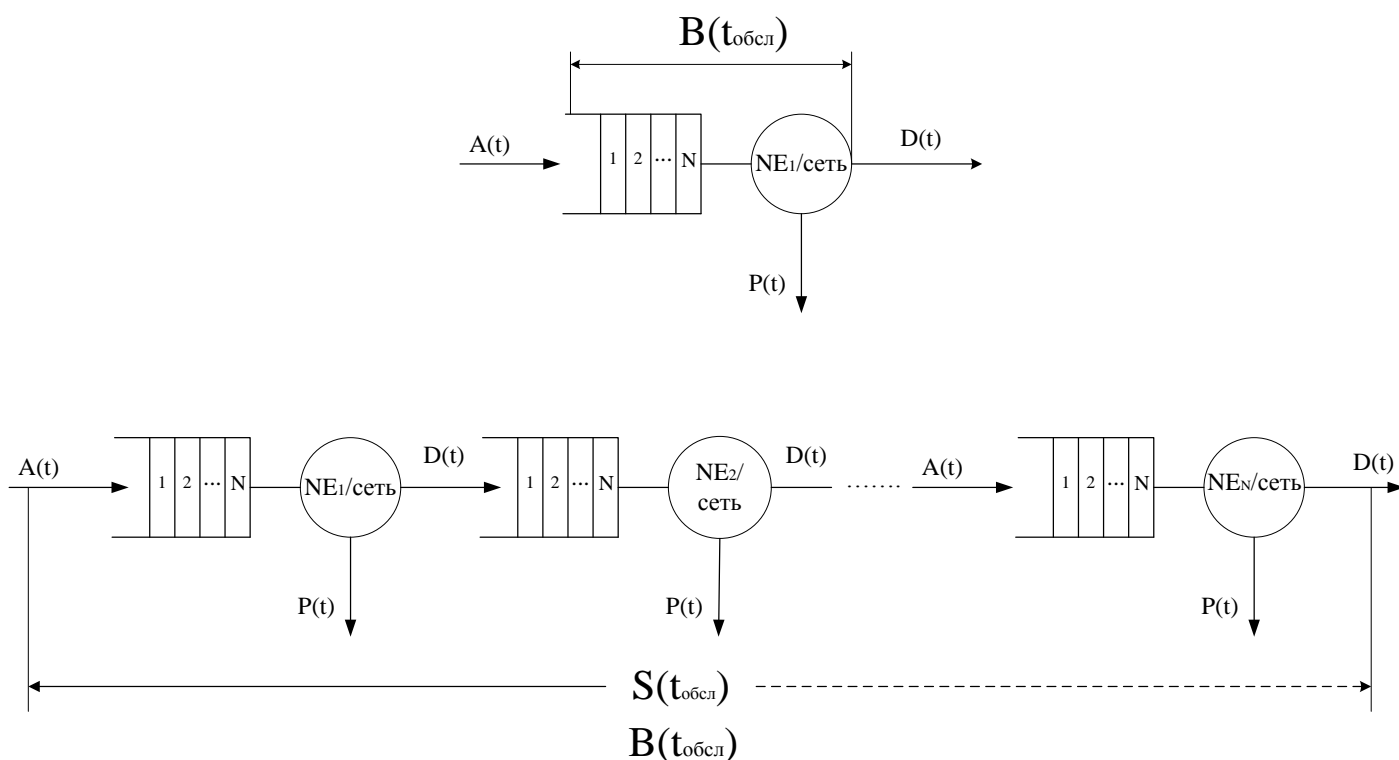 B(tобсл)
A(t)
1 2 ... N
NE1/сеть
D(t)
P(t)
A(t)
1 2 ... N
NE1/сеть
D(t)
1 2 ... N
NE2/
сеть
D(t)
.......
A(t)
1 2 ... N
NEN/сеть
D(t)
P(t)
P(t)
P(t)
S(tобсл)
B(tобсл)